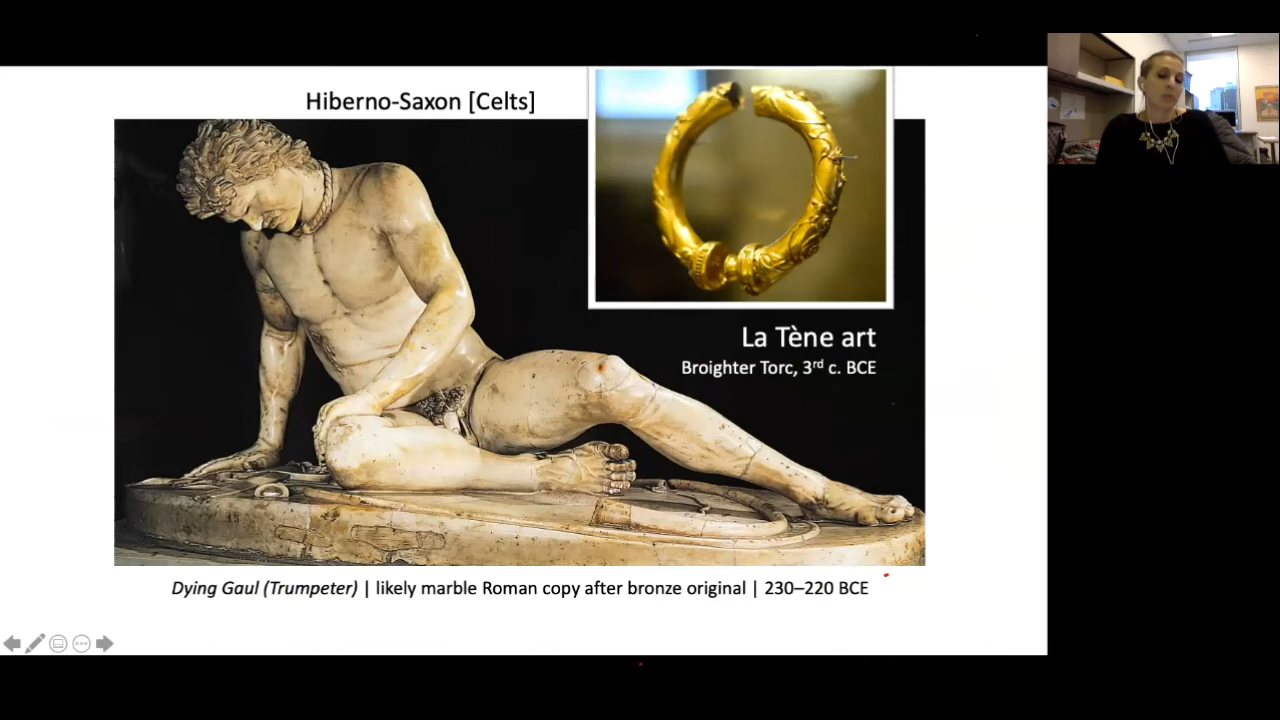 Hiberno-Saxon [Celts]
La Tène art
Broighter Torc, 3rd c. BCE
Dying Gaul (Trumpeter) | likely marble Roman copy after bronze original | 230–220 BCE